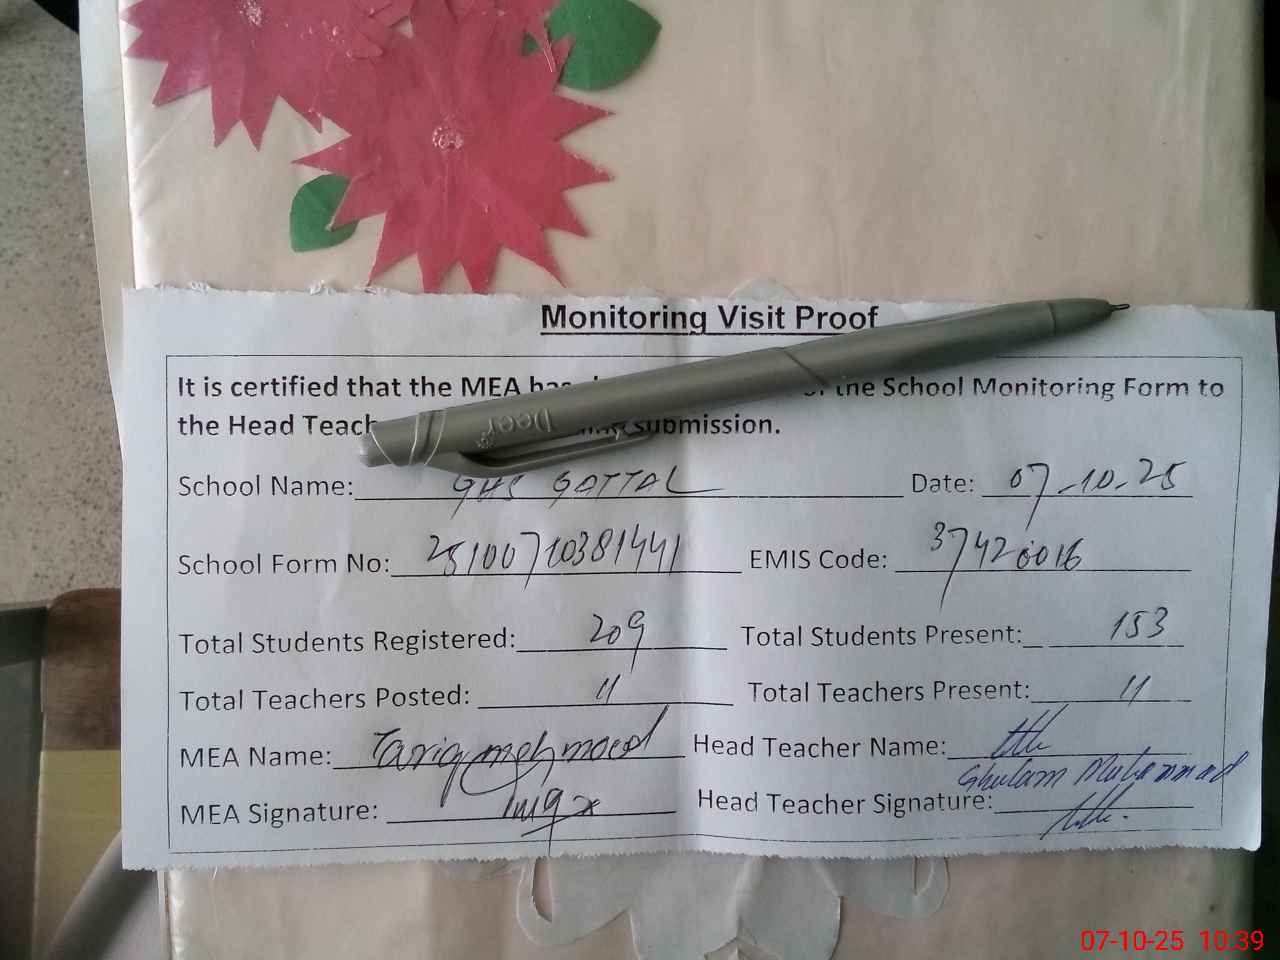 Monitoring Visit Proof
It is certified that the MEA has the School Monitoring Form to
the Head submission.
School Name: GHS GATTAL Date: 07-10-25
School Form No: 25100710381441 EMIS Code: 37420016
Total Students Registered: 209 Total Students Present: 153
Total Teachers Posted: 11 Total Teachers Present: 11
MEA Name: Tariq mehmood Head Teacher Name:
Ghulam Muhammad
MEA Signature: Head Teacher Signature:
Deer
07-10-25 10:39